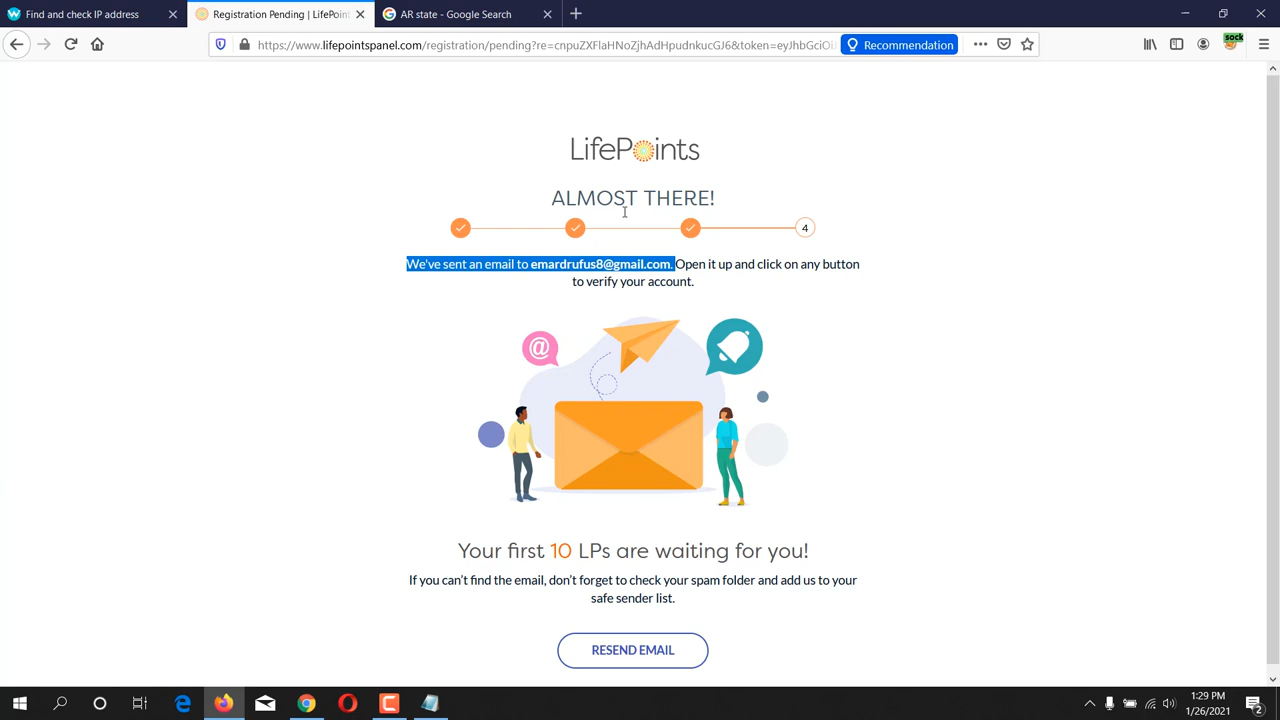 Find and check IP address
Registration Pending | LifePoint
AR state - Google Search
https://www.lifepointspanel.com/registration/pending?re=cnpuZXFlaHNoZjhAdHpudnkucGJ6&token=eyJhbGciOi
Recommendation
sock
LifePoints
ALMOST THERE!
4
We've sent an email to emardrufus8@gmail.com. Open it up and click on any button
to verify your account.
@
Your first 10 LPs are waiting for you!
If you can't find the email, don't forget to check your spam folder and add us to your
safe sender list.
RESEND EMAIL
1:29 PM
1/26/2021
2